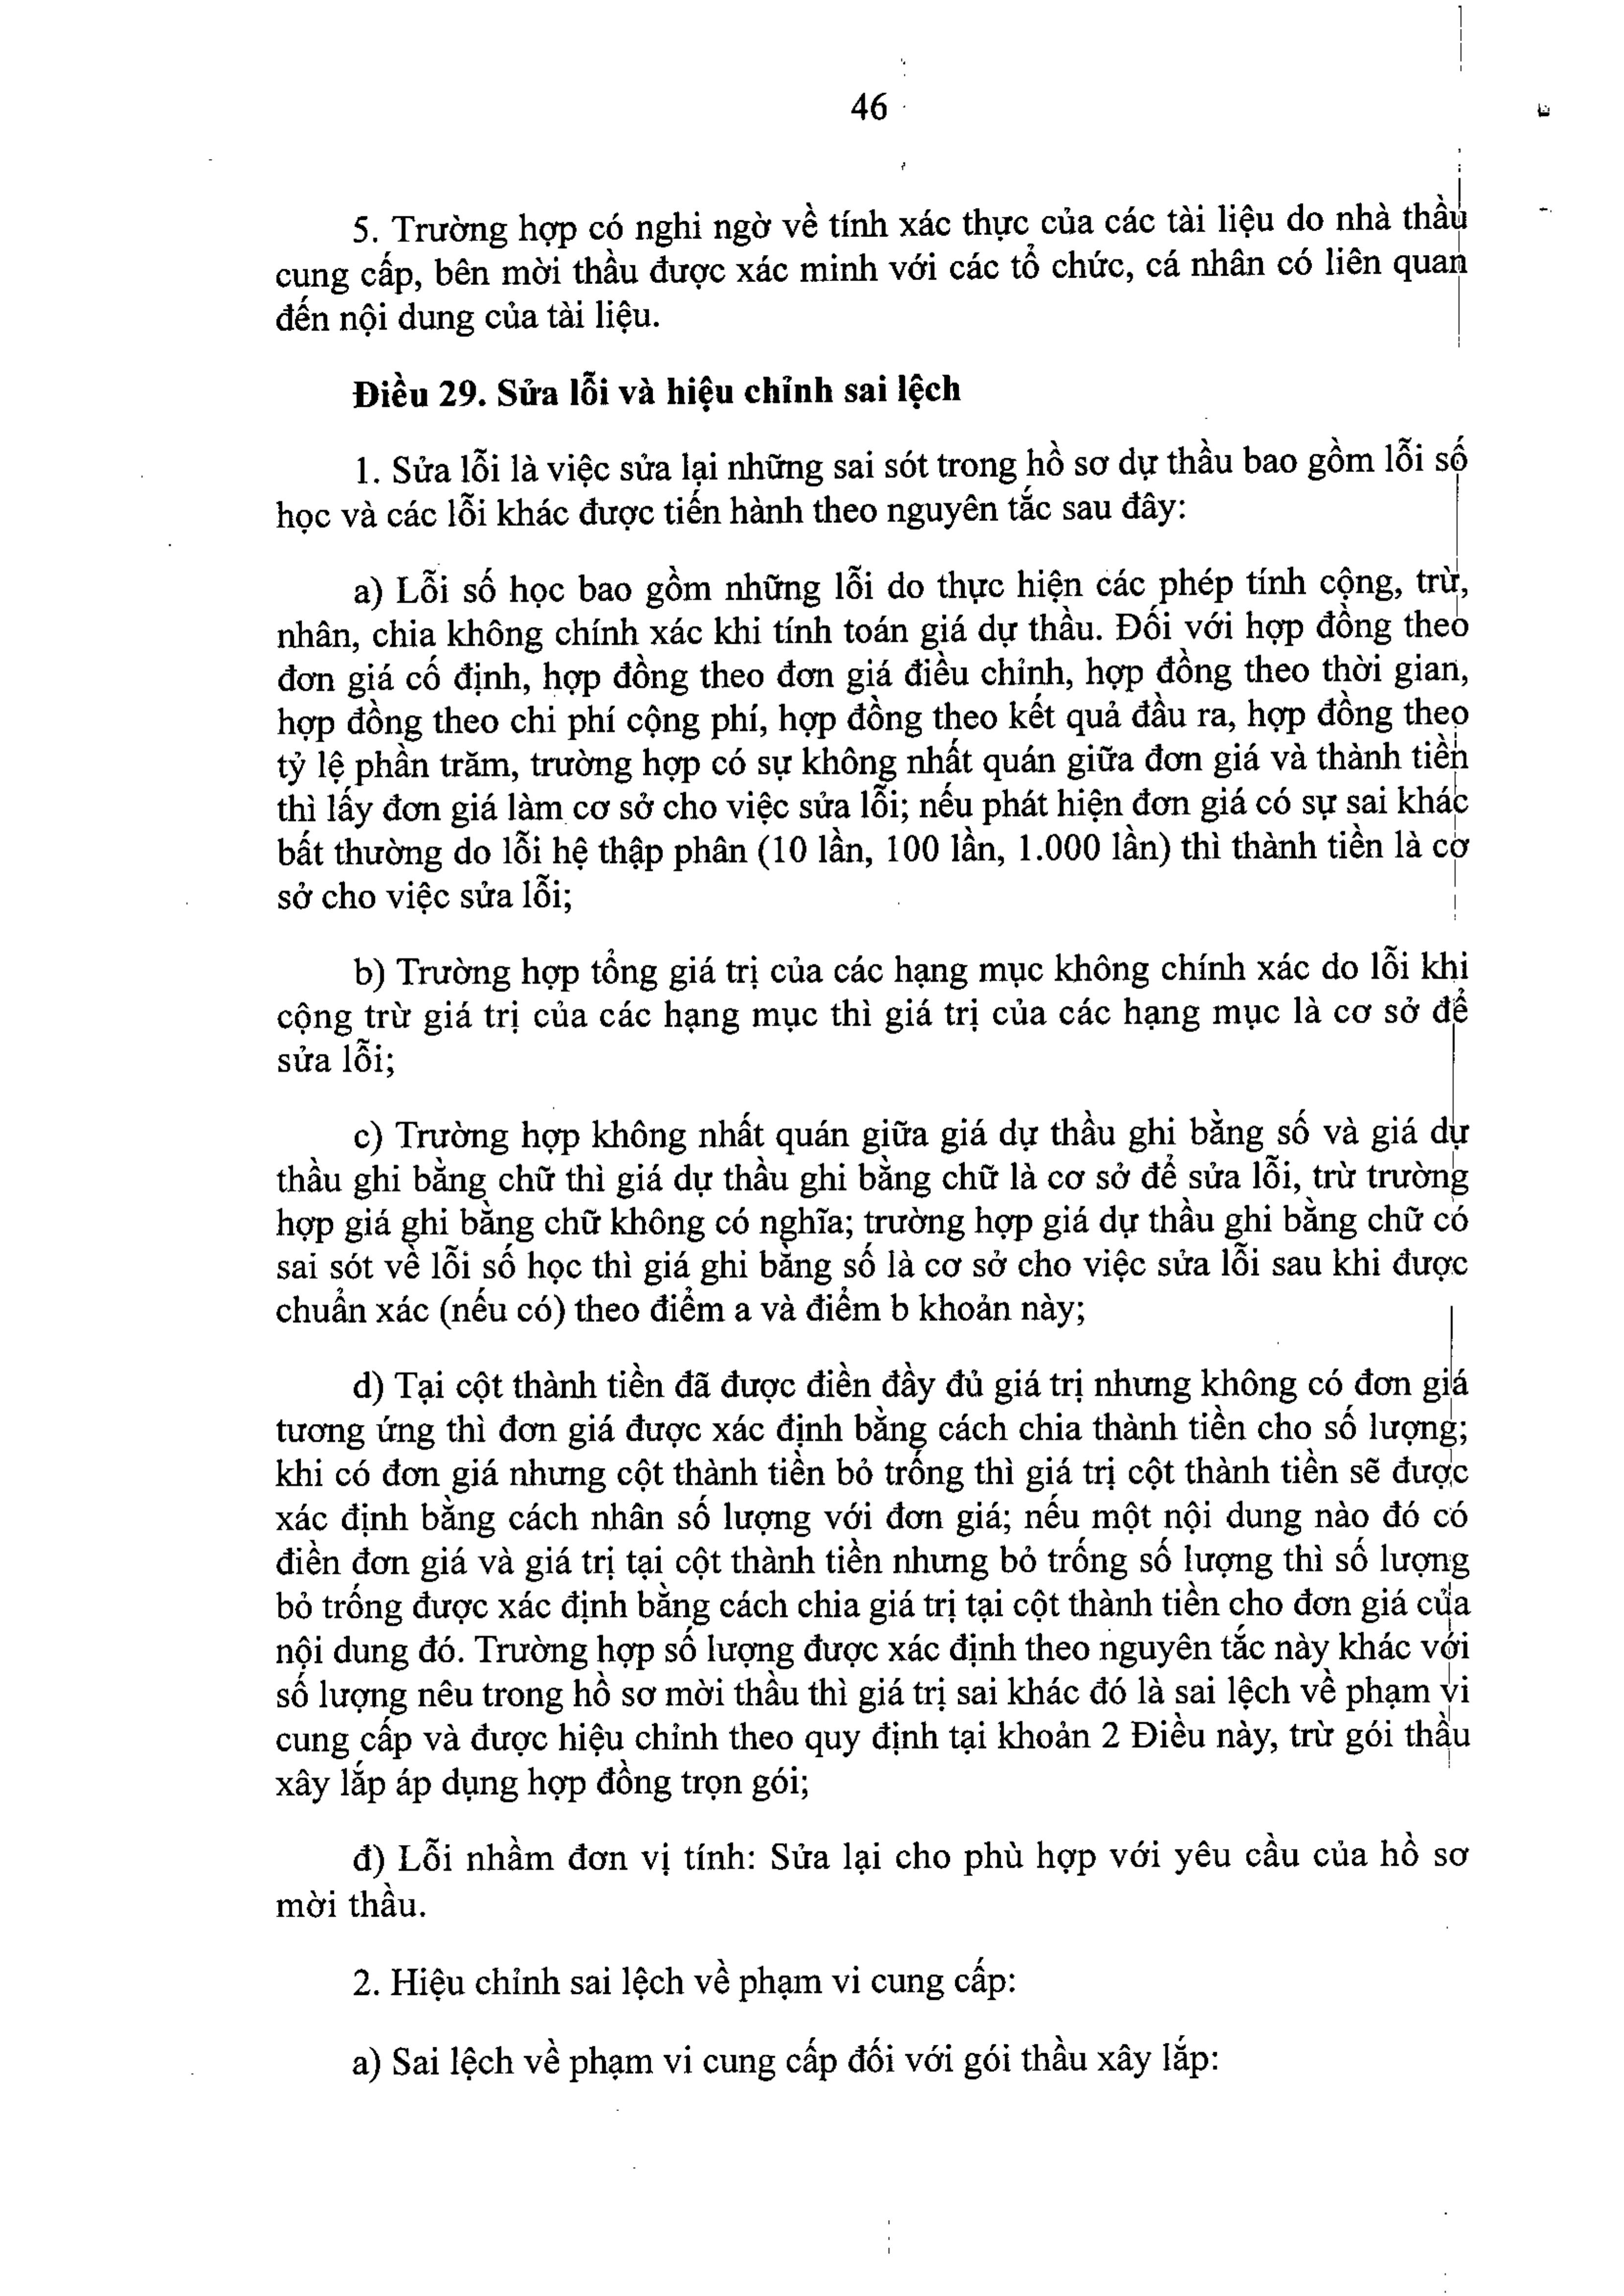 46
5. Trường hợp có nghi ngờ về tính xác thực của các tài liệu do nhà thầu
cung cấp, bên mời thầu được xác minh với các tổ chức, cá nhân có liên quan
đến nội dung của tài liệu.
Điều 29. Sửa lỗi và hiệu chỉnh sai lệch
1. Sửa lỗi là việc sửa lại những sai sót trong hồ sơ dự thầu bao gồm lỗi số
học và các lỗi khác được tiến hành theo nguyên tắc sau đây:
a) Lỗi số học bao gồm những lỗi do thực hiện các phép tính cộng, trừ,
nhân, chia không chính xác khi tính toán giá dự thầu. Đối với hợp đồng theo
đơn giá cố định, hợp đồng theo đơn giá điều chỉnh, hợp đồng theo thời gian,
hợp đồng theo chi phí cộng phí, hợp đồng theo kết quả đầu ra, hợp đồng theo
tỷ lệ phần trăm, trường hợp có sự không nhất quán giữa đơn giá và thành tiền
thì lấy đơn giá làm cơ sở cho việc sửa lỗi; nếu phát hiện đơn giá có sự sai khác
bất thường do lỗi hệ thập phân (10 lần, 100 lần, 1.000 lần) thì thành tiền là cơ
sở cho việc sửa lỗi;
b) Trường hợp tổng giá trị của các hạng mục không chính xác do lỗi khi
cộng trừ giá trị của các hạng mục thì giá trị của các hạng mục là cơ sở để
sửa lỗi;
c) Trường hợp không nhất quán giữa giá dự thầu ghi bằng số và giá dự
thầu ghi bằng chữ thì giá dự thầu ghi bằng chữ là cơ sở để sửa lỗi, trừ trường
hợp giá ghi bằng chữ không có nghĩa; trường hợp giá dự thầu ghi bằng chữ có
sai sót về lỗi số học thì giá ghi bằng số là cơ sở cho việc sửa lỗi sau khi được
chuẩn xác (nếu có) theo điểm a và điểm b khoản này;
d) Tại cột thành tiền đã được điền đầy đủ giá trị nhưng không có đơn giá
tương ứng thì đơn giá được xác định bằng cách chia thành tiền cho số lượng;
khi có đơn giá nhưng cột thành tiền bỏ trống thì giá trị cột thành tiền sẽ được
xác định bằng cách nhân số lượng với đơn giá; nếu một nội dung nào đó có
điền đơn giá và giá trị tại cột thành tiền nhưng bỏ trống số lượng thì số lượng
bỏ trống được xác định bằng cách chia giá trị tại cột thành tiền cho đơn giá của
nội dung đó. Trường hợp số lượng được xác định theo nguyên tắc này khác với
số lượng nêu trong hồ sơ mời thầu thì giá trị sai khác đó là sai lệch về phạm vi
cung cấp và được hiệu chỉnh theo quy định tại khoản 2 Điều này, trừ gói thầu
xây lắp áp dụng hợp đồng trọn gói;
đ) Lỗi nhầm đơn vị tính: Sửa lại cho phù hợp với yêu cầu của hồ sơ
mời thầu.
2. Hiệu chỉnh sai lệch về phạm vi cung cấp:
a) Sai lệch về phạm vi cung cấp đối với gói thầu xây lắp: